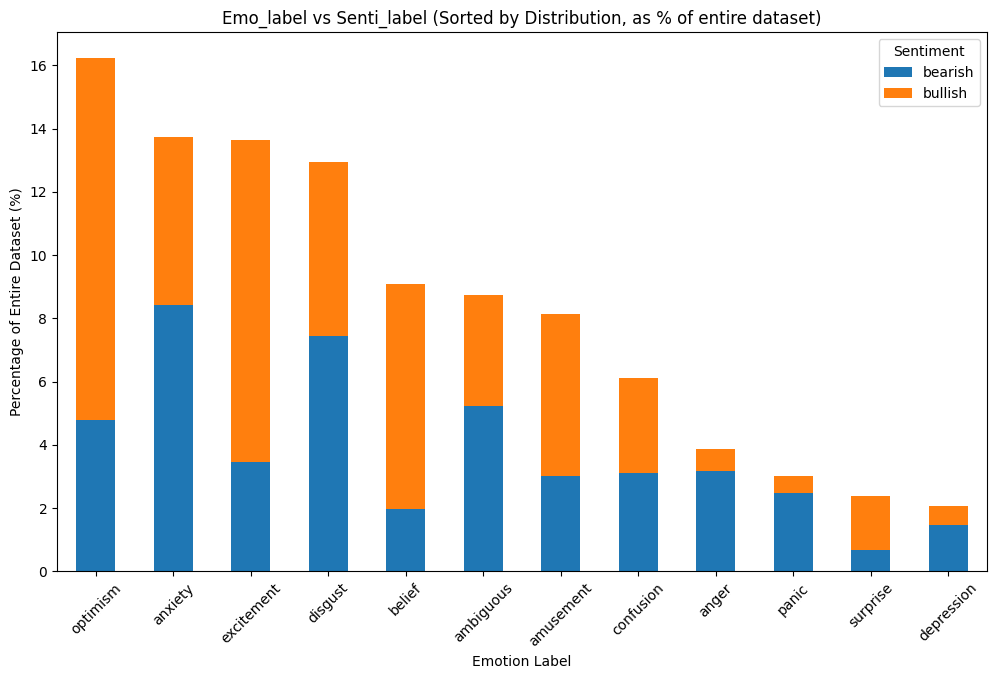 Emo_label vs Senti_label (Sorted by Distribution, as % of entire dataset)
Sentiment
bearish
bullish
Percentage of Entire Dataset (%)
16
14
12
10
8
6
4
2
0
optimism
anxiety
excitement
disgust
belief
ambiguous
amusement
confusion
anger
panic
surprise
depression
Emotion Label